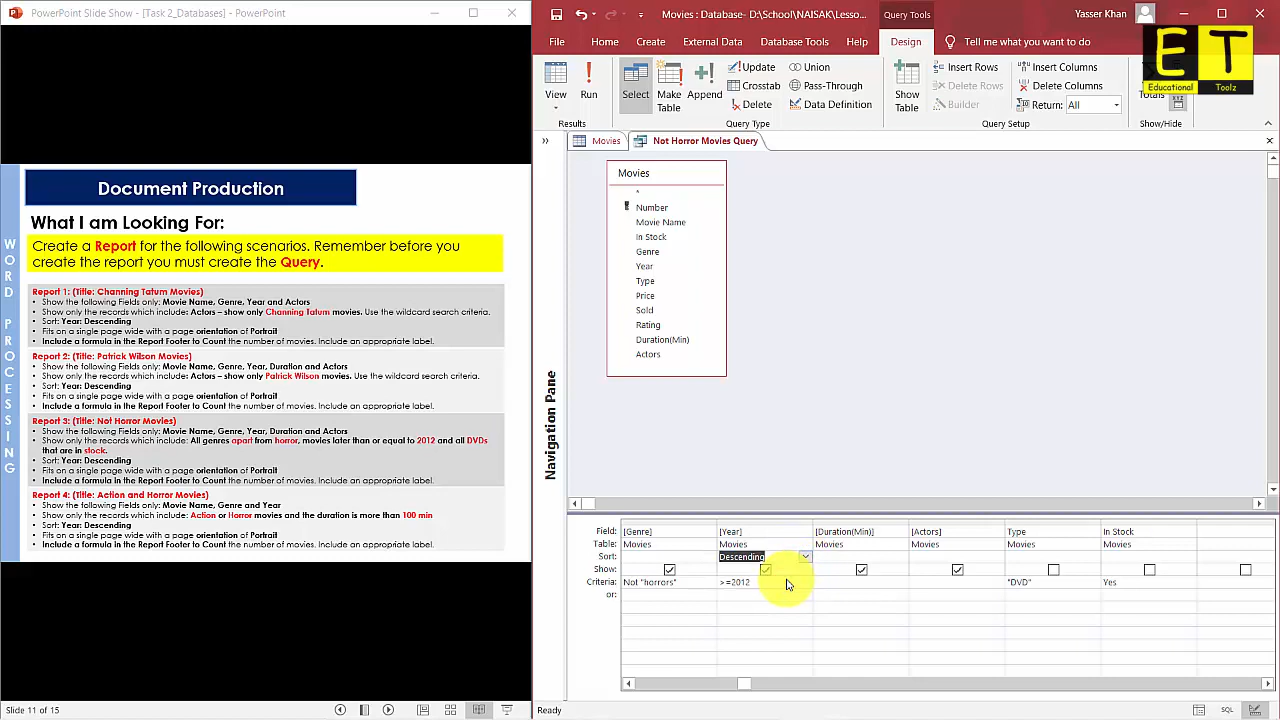 PowerPoint Slide Show - [Task 2_Databases] - PowerPoint
Document Production
What I am Looking For:
Create a Report for the following scenarios. Remember before you
create the report you must create the Query.
WORD PROCESSING
Report 1: (Title: Channing Tatum Movies)
• Show the following Fields only: Movie Name, Genre, Year and Actors
• Show only the records which include: Actors – show only Channing Tatum movies. Use the wildcard search criteria.
• Sort: Year: Descending
• Fits on a single page wide with a page orientation of Portrait
• Include a formula in the Report Footer to Count the number of movies. Include an appropriate label.
Report 2: (Title: Patrick Wilson Movies)
• Show the following Fields only: Movie Name, Genre, Year, Duration and Actors
• Show only the records which include: Actors – show only Patrick Wilson movies. Use the wildcard search criteria.
• Sort: Year: Descending
• Fits on a single page wide with a page orientation of Portrait
• Include a formula in the Report Footer to Count the number of movies. Include an appropriate label.
Report 3: (Title: Not Horror Movies)
• Show the following Fields only: Movie Name, Genre, Year, Duration and Actors
• Show only the records which include: All genres apart from horror, movies later than or equal to 2012 and all DVDs
that are in stock.
• Sort: Year: Descending
• Fits on a single page wide with a page orientation of Portrait
• Include a formula in the Report Footer to Count the number of movies. Include an appropriate label.
Report 4: (Title: Action and Horror Movies)
• Show the following Fields only: Movie Name, Genre and Year
• Show only the records which include: Action or Horror movies and the duration is more than 100 min
• Sort: Year: Descending
• Fits on a single page wide with a page orientation of Portrait
• Include a formula in the Report Footer to Count the number of movies. Include an appropriate label.
Slide 11 of 15
Movies : Database- D:\School\NAISAK\Lesso... Query Tools Yasser Khan
File Home Create External Data Database Tools Help Design Tell me what you want to do
ET
Educational Toolz
View Run Select Make Table Append
Update Union
Crosstab Pass-Through
Delete Data Definition
Show Table
Insert Rows Insert Columns
Delete Rows Delete Columns
Builder Return: All
Totals
Results Query Type Query Setup Show/Hide
Movies Not Horror Movies Query
Navigation Pane
Movies
*
Number
Movie Name
In Stock
Genre
Year
Type
Price
Sold
Rating
Duration(Min)
Actors
Field: [Genre] [Year] [Duration(Min)] [Actors] Type In Stock
Table: Movies Movies Movies Movies Movies Movies
Sort: Descending
Show:
Criteria: Not "horrors" >=2012 "DVD" Yes
or:
Ready SQL